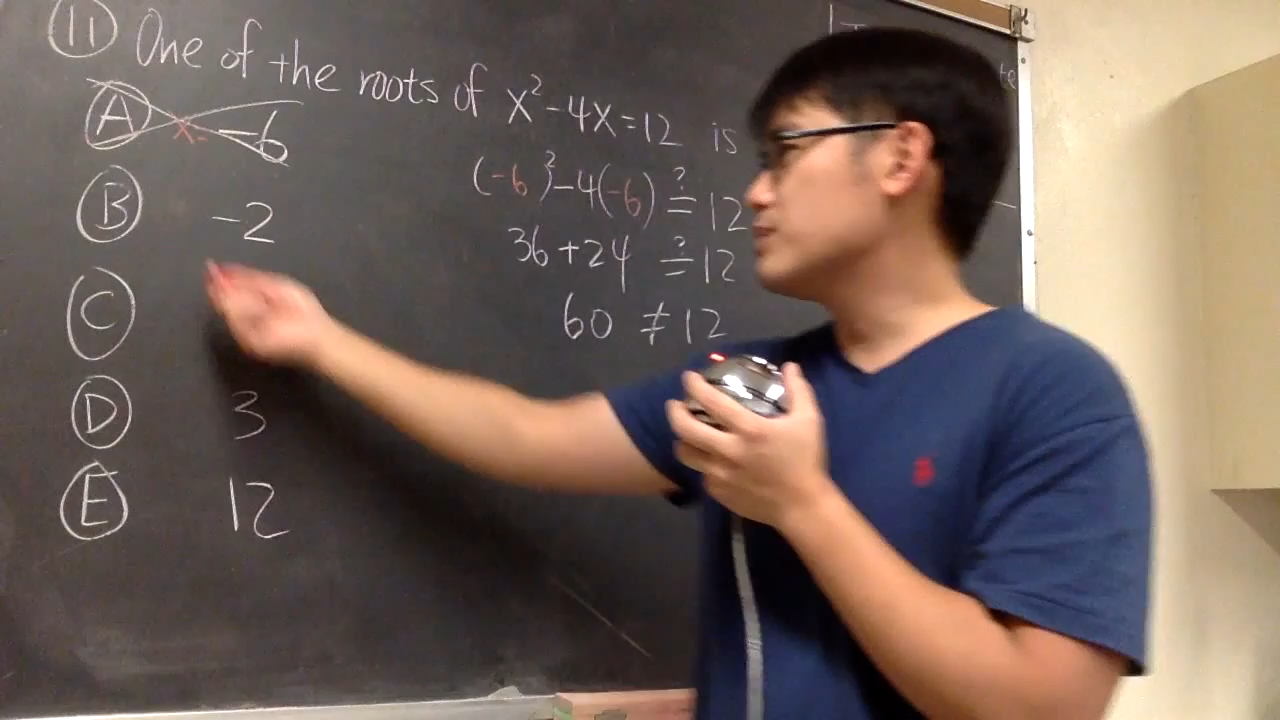 (11) One of the roots of x²-4x=12 is
(A) x=-6
(B) -2
(C)
(D) 3
(E) 12
(-6)²-4(-6) ?= 12
36+24 ?= 12
60 ≠ 12